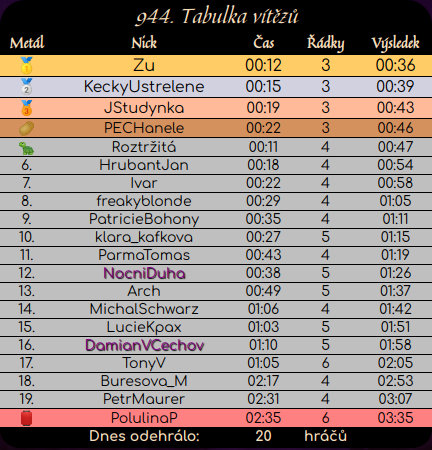 944. Tabulka vítězů
Metál Nick Čas Řádky Výsledek
Zu 00:12 3 00:36
KeckyUstrelene 00:15 3 00:39
JStudynka 00:19 3 00:43
PECHanele 00:22 3 00:46
Roztržitá 00:11 4 00:47
6. HrubantJan 00:18 4 00:54
7. Ivar 00:22 4 00:58
8. freakyblonde 00:29 4 01:05
9. PatricieBohony 00:35 4 01:11
10. klara_kafkova 00:27 5 01:15
11. ParmaTomas 00:43 4 01:19
12. NocniDuha 00:38 5 01:26
13. Arch 00:49 5 01:37
14. MichalSchwarz 01:06 4 01:42
15. LucieKpax 01:03 5 01:51
16. DamianVCechov 01:10 5 01:58
17. TonyV 01:05 6 02:05
18. Buresova_M 02:17 4 02:53
19. PetrMaurer 02:31 4 03:07
PolulinaP 02:35 6 03:35
Dnes odehrálo: 20 hráčů